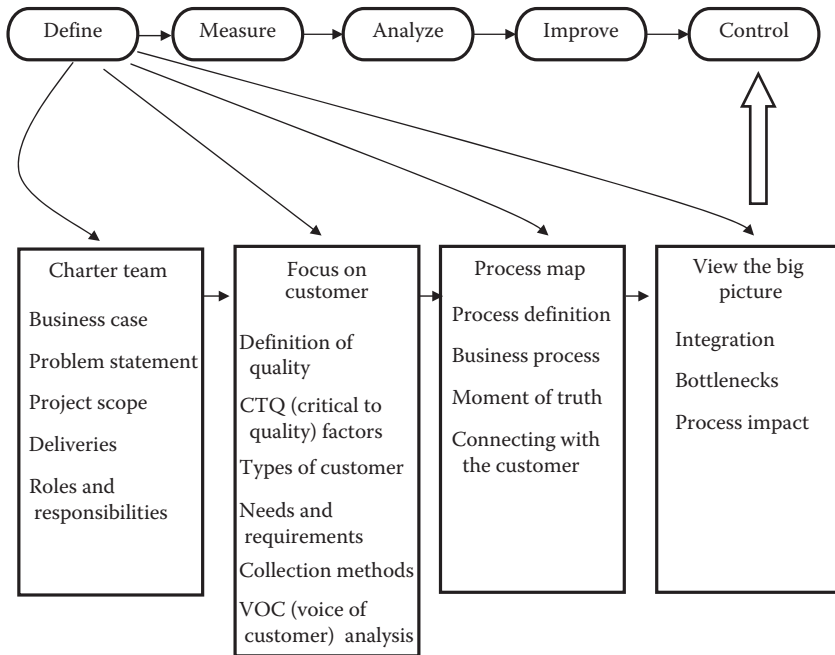 Define
Measure
Analyze
Improve
Control
Charter team
Business case
Problem statement
Project scope
Deliveries
Roles and
responsibilities
Focus on
customer
Definition of
quality
CTQ (critical to
quality) factors
Types of customer
Needs and
requirements
Collection methods
VOC (voice of
customer) analysis
Process map
Process definition
Business process
Moment of truth
Connecting with
the customer
View the big
picture
Integration
Bottlenecks
Process impact